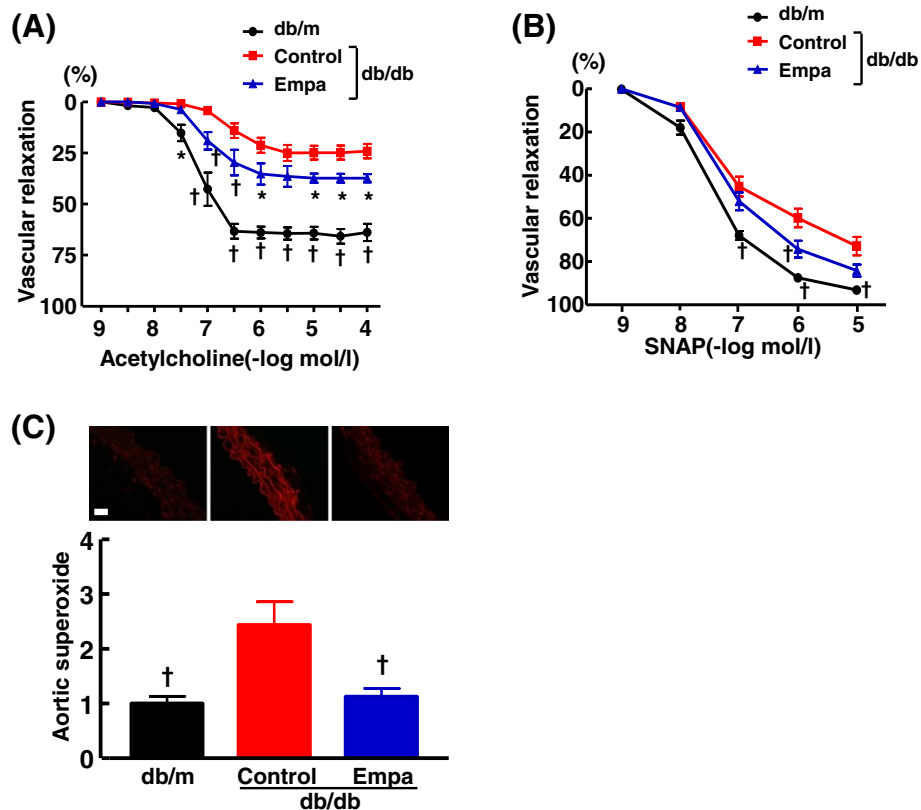 (A)
db/m
Control
Empa
db/db
(%)
0
25
50
75
100
Vascular relaxation
* † † † * * * *
† † † † † †
9 8 7 6 5 4
Acetylcholine(-log mol/l)
(B)
db/m
Control
Empa
db/db
(%)
0
20
40
60
80
100
Vascular relaxation
† † † †
9 8 7 6 5
SNAP(-log mol/l)
(C)
4
3
2
1
0
Aortic superoxide
† †
db/m Control Empa
db/db